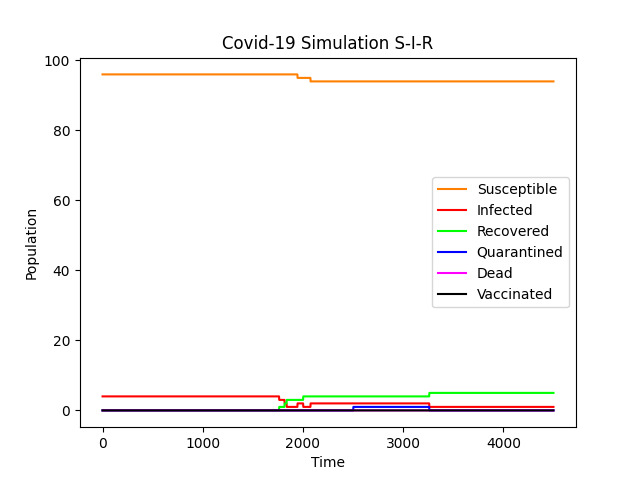 Covid-19 Simulation S-I-R
100
80
60
40
20
0
Population
Susceptible
Infected
Recovered
Quarantined
Dead
Vaccinated
0 1000 2000 3000 4000
Time